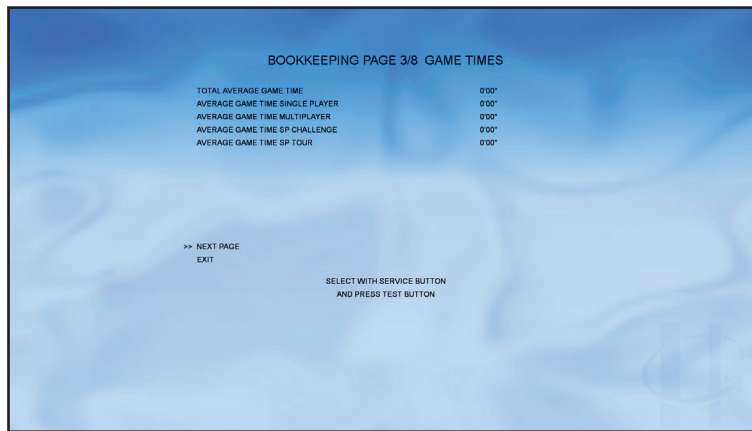 BOOKKEEPING PAGE 3/8 GAME TIMES
TOTAL AVERAGE GAME TIME 0'00"
AVERAGE GAME TIME SINGLE PLAYER 0'00"
AVERAGE GAME TIME MULTIPLAYER 0'00"
AVERAGE GAME TIME SP CHALLENGE 0'00"
AVERAGE GAME TIME SP TOUR 0'00"
>> NEXT PAGE
EXIT
SELECT WITH SERVICE BUTTON
AND PRESS TEST BUTTON